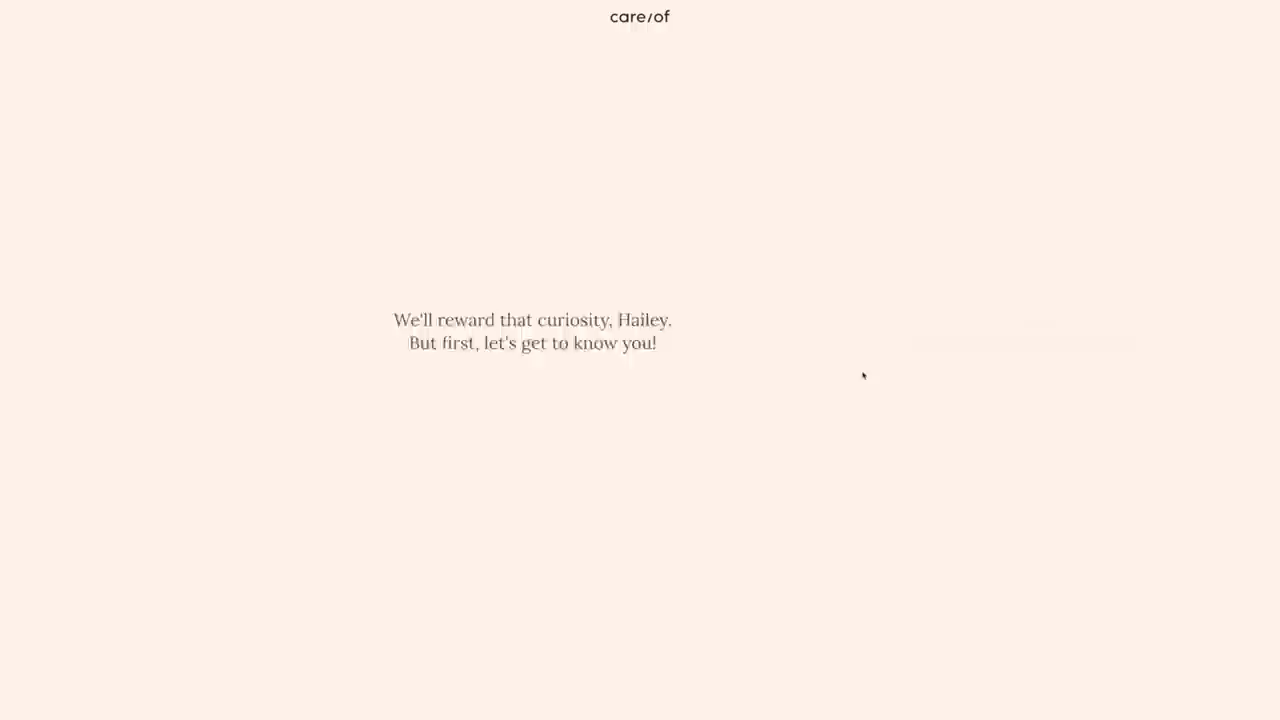 care/of
We'll reward that curiosity, Hailey.
But first, let's get to know you!